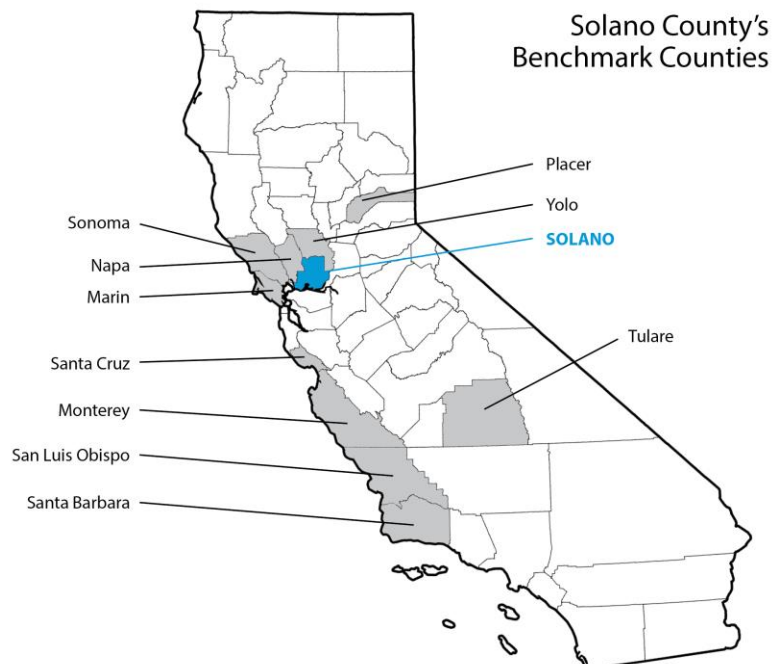 Solano County's
Benchmark Counties
Placer
Yolo
SOLANO
Sonoma
Napa
Marin
Tulare
Santa Cruz
Monterey
San Luis Obispo
Santa Barbara